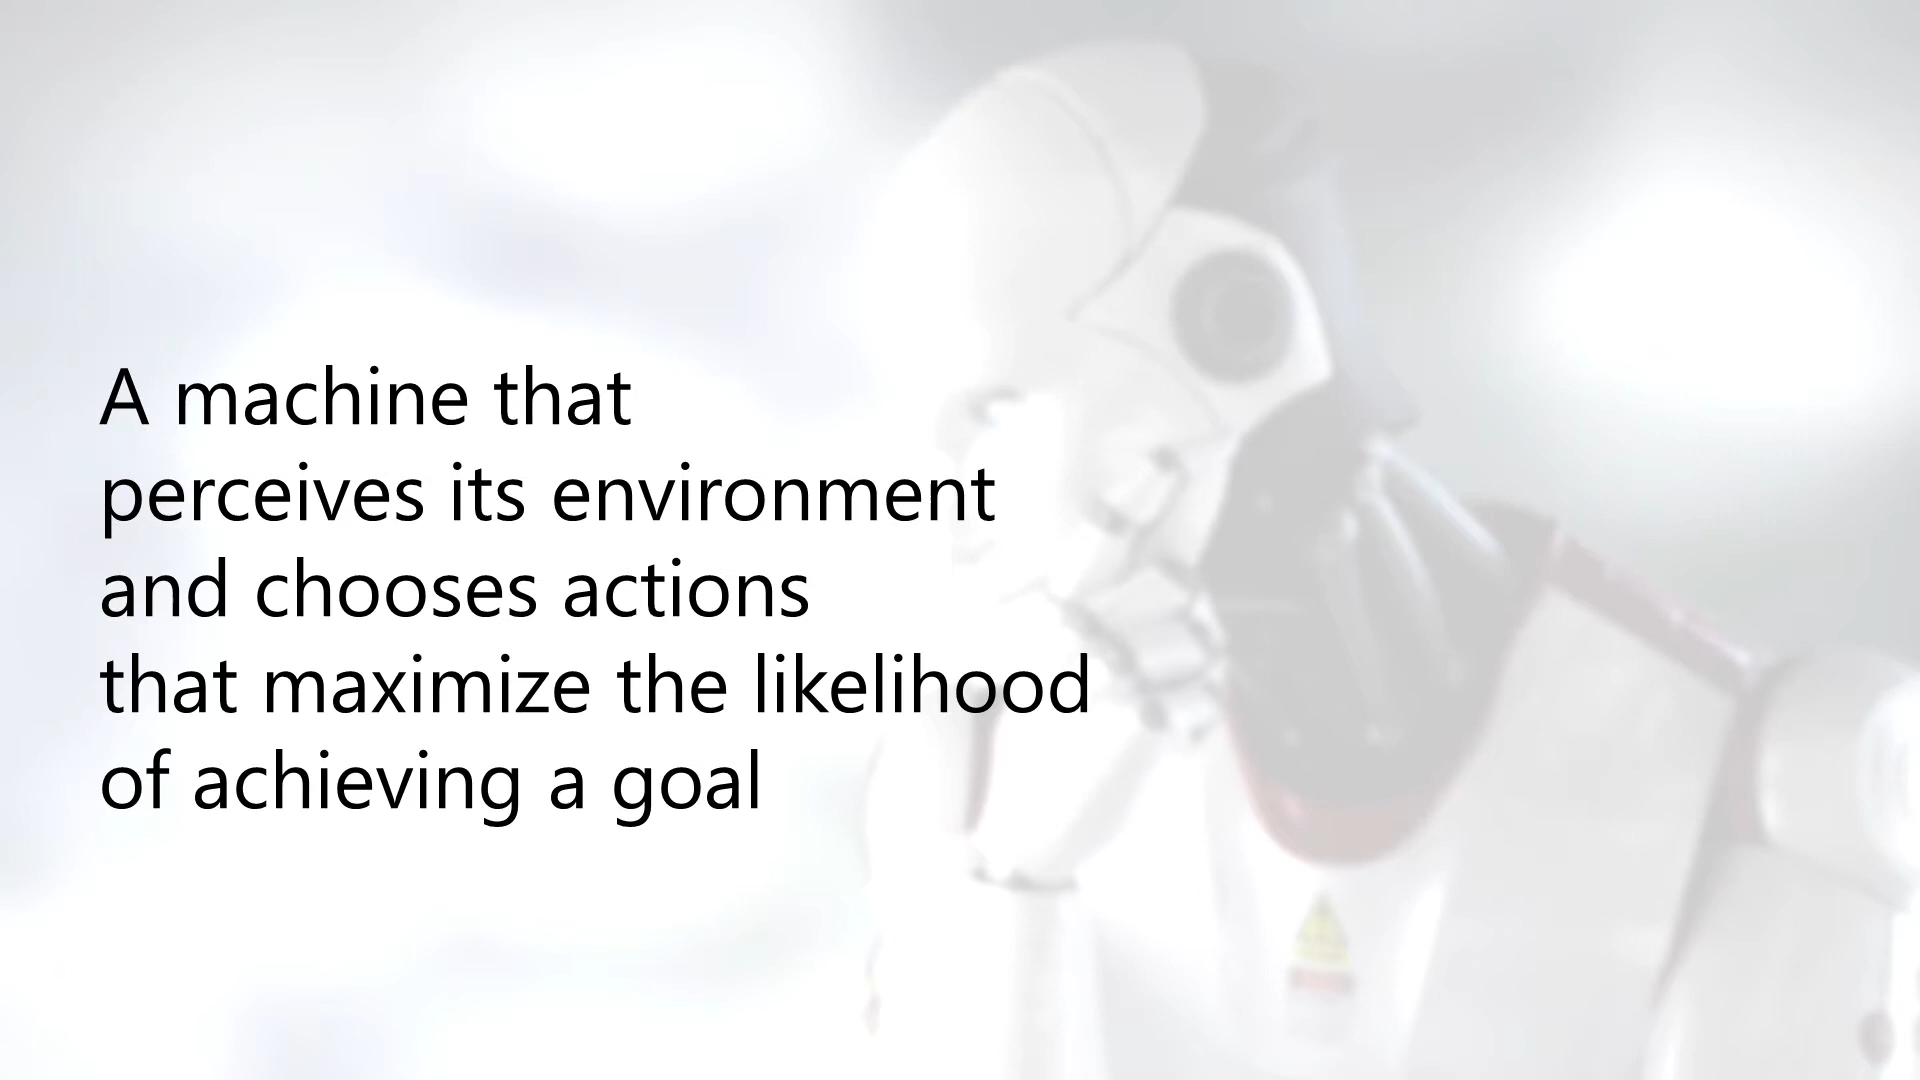 A machine that
perceives its environment
and chooses actions
that maximize the likelihood
of achieving a goal